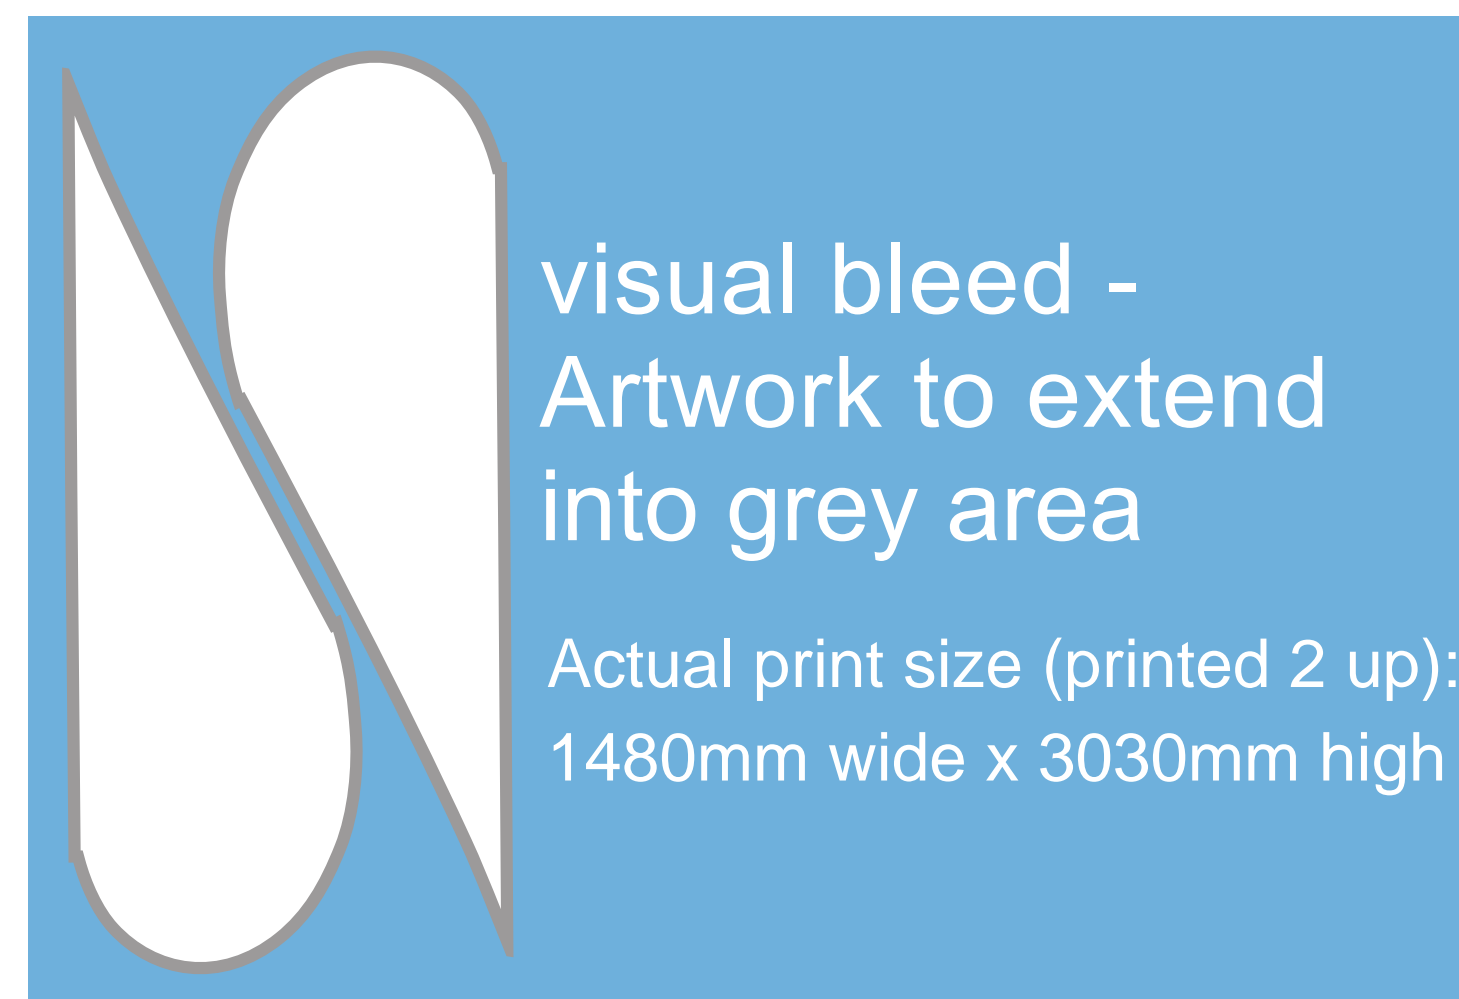 visual bleed -
Artwork to extend
into grey area
Actual print size (printed 2 up):
1480mm wide x 3030mm high